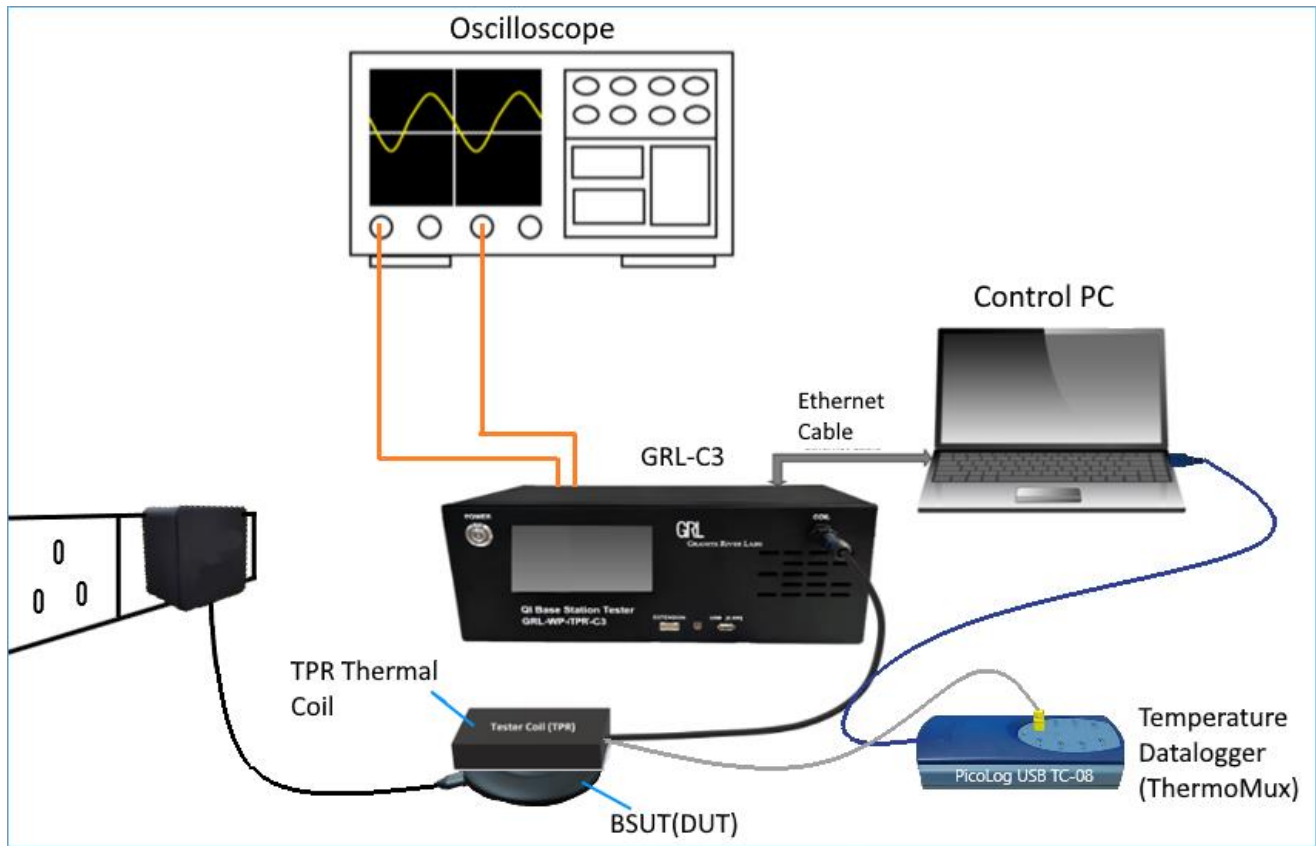 Oscilloscope
Control PC
Ethernet
Cable
GRL-C3
POWER
GRL
GRANITE RIVER LABS
COIL
QI Base Station Tester
GRL-WP-TPR-C3
EXTENSION
TPR Thermal
Coil
Tester Coil (TPR)
Temperature
Datalogger
(ThermoMux)
PicoLog USB TC-08
BSUT(DUT)